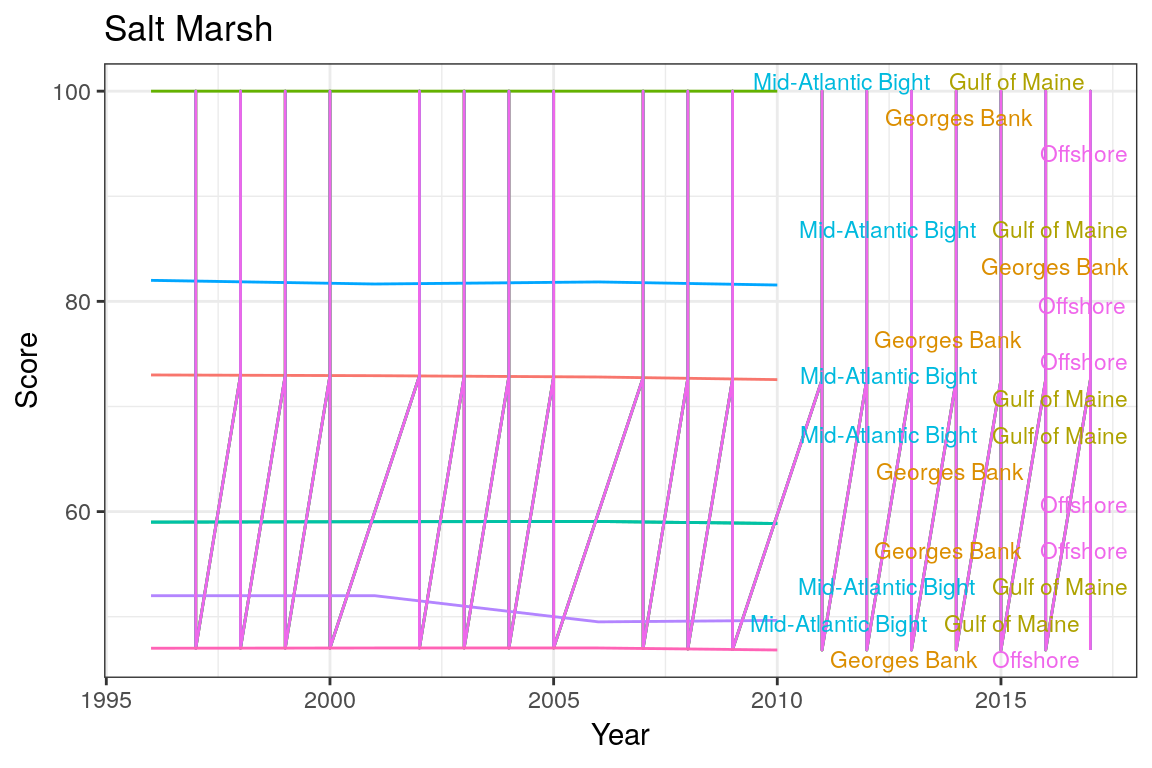 Salt Marsh
100
Mid-Atlantic Bight Gulf of Maine
Georges Bank
Offshore
Mid-Atlantic Bight Gulf of Maine
Georges Bank
80
Offshore
Georges Bank
Offshore
Mid-Atlantic Bight
Gulf of Maine
Mid-Atlantic Bight Gulf of Maine
Georges Bank
Offshore
60
Georges Bank Offshore
Mid-Atlantic Bight Gulf of Maine
Mid-Atlantic Bight Gulf of Maine
Georges Bank Offshore
Score
1995 2000 2005 2010 2015
Year